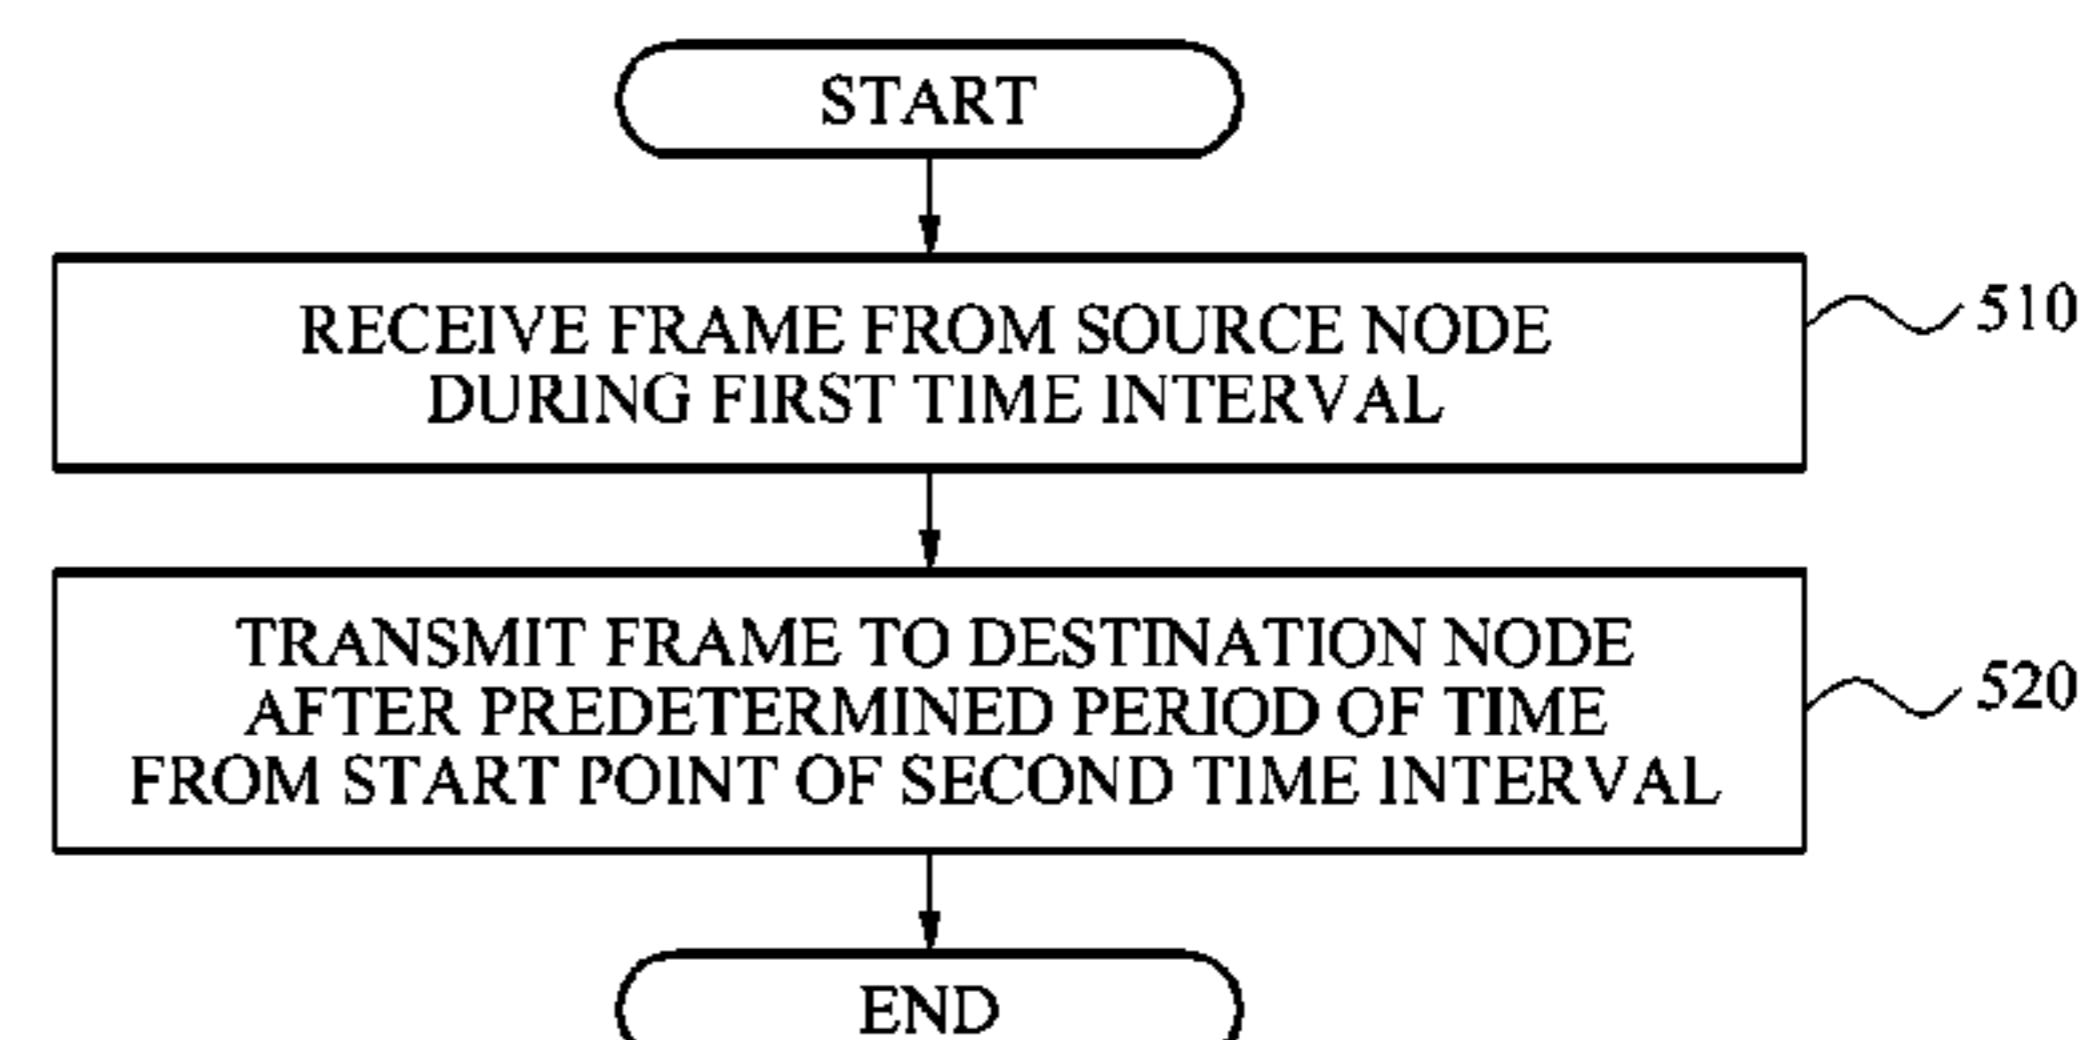 START
RECEIVE FRAME FROM SOURCE NODE
DURING FIRST TIME INTERVAL
510
TRANSMIT FRAME TO DESTINATION NODE
AFTER PREDETERMINED PERIOD OF TIME
FROM START POINT OF SECOND TIME INTERVAL
520
END